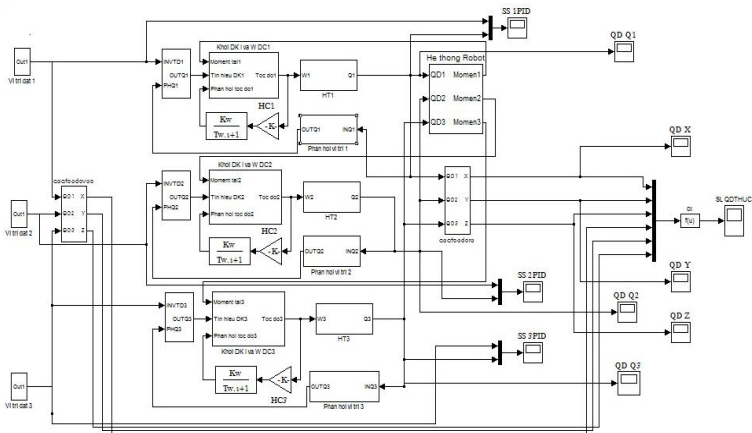 SS 1PID
Khoi DK I va W DC1
INVTD1
OUTQ1
PHQ1
Moment tai1
Tin hieu DK1
Phan hoi toc do1
Toc do1
W1
Q1
HT1
HC1
Kw
Tw.s+1
-K-
OUTQ1
INQ1
Phan hoi vi tri 1
Out1
Vi tri dat 1
He thong Robot
QD1
QD2
QD3
Momen1
Momen2
Momen3
QD Q1
QD X
Khoi DK I va W DC2
INVTD2
OUTQ2
PHQ2
Moment tai2
Tin hieu DK2
Phan hoi toc do2
Toc do2
W2
Q2
HT2
HC2
Kw
Tw.s+1
-K-
OUTQ2
INQ2
Phan hoi vi tri 2
Out1
Vi tri dat 2
X
Y
Z
X
Y
Z
f(u)
SL QDTHUC
SS 2PID
QD Y
QD Q2
QD Z
INVTD3
OUTQ3
PHQ3
Moment tai3
Tin hieu DK3
Phan hoi toc do3
Toc do3
Khoi DK I va W DC3
W3
Q3
HT3
HC3
Kw
Tw.s+1
-K-
OUTQ3
INQ3
Phan hoi vi tri 3
SS 3PID
QD Q3
Out1
Vi tri dat 3